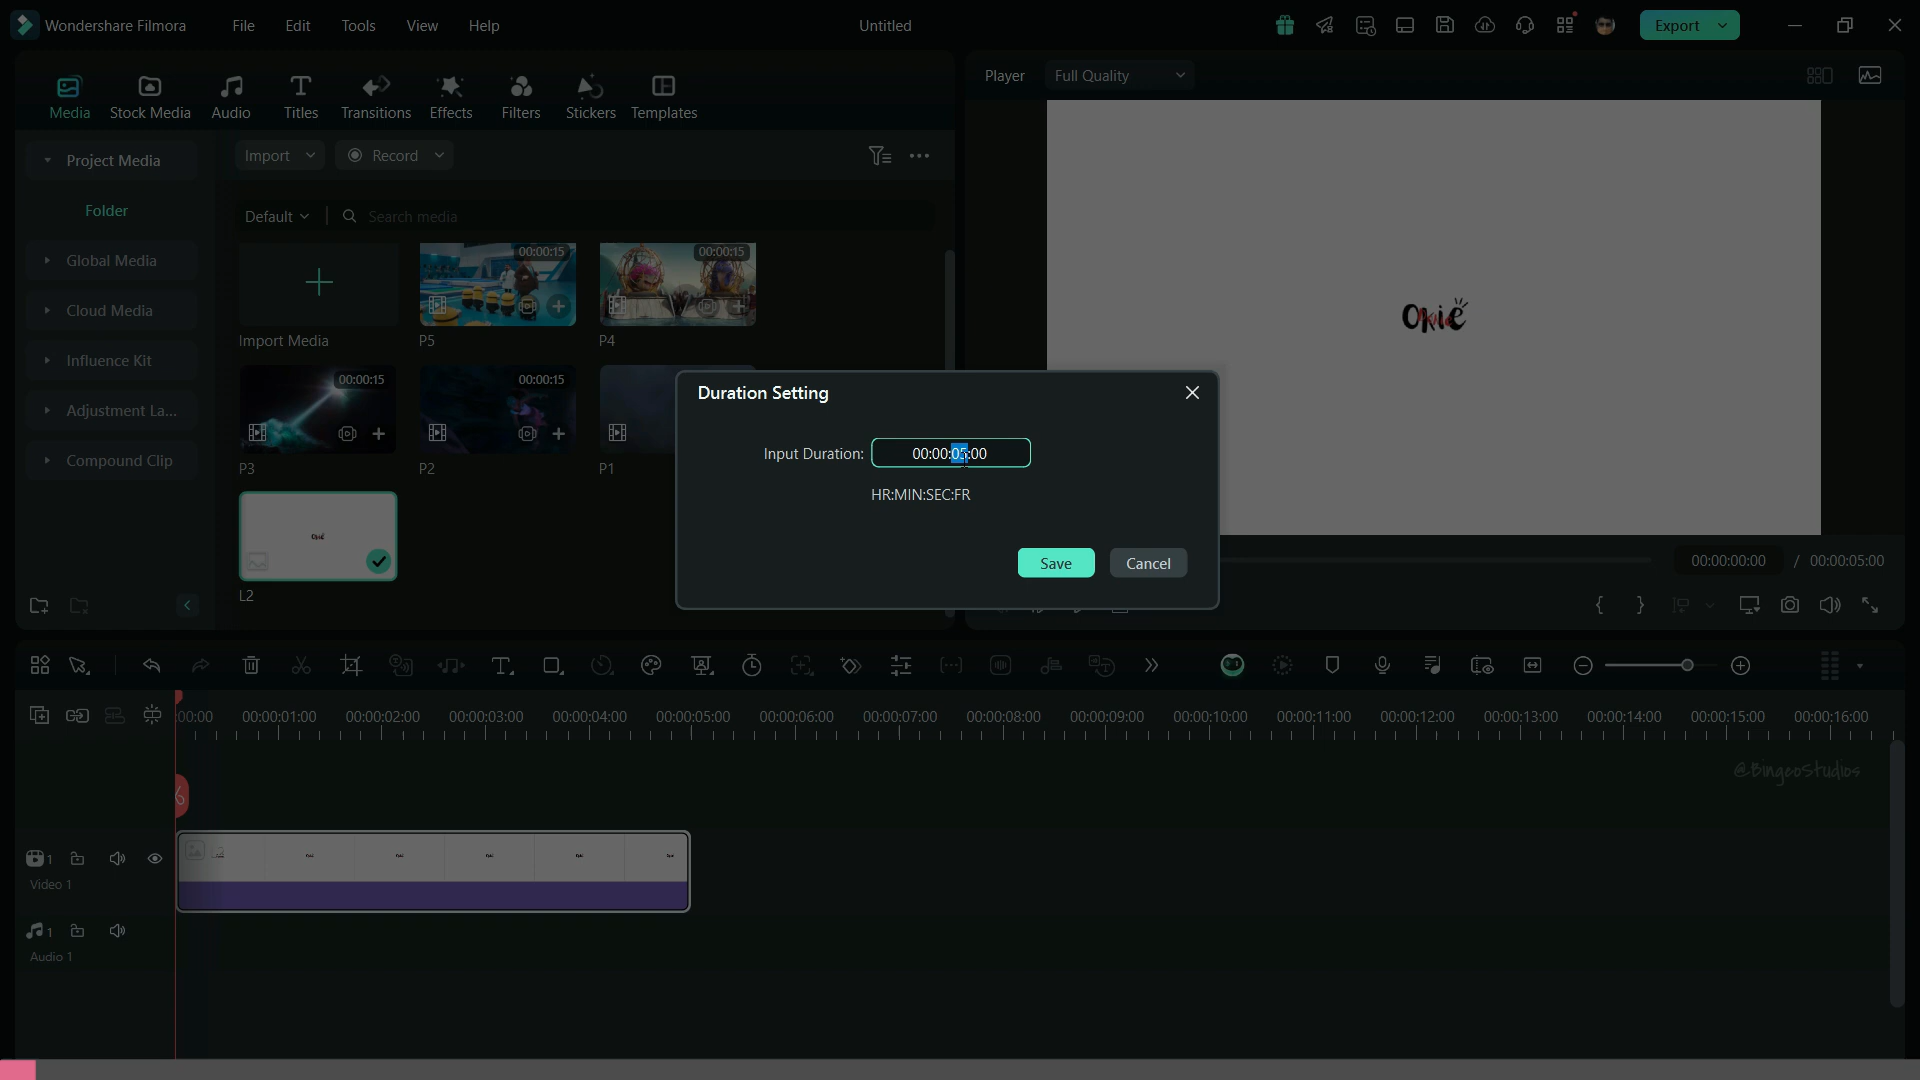 Wondershare Filmora
File
Edit
Tools
View
Help
Untitled
Export
Media
Stock Media
Audio
Titles
Transitions
Effects
Filters
Stickers
Templates
Player
Full Quality
Project Media
Folder
Global Media
Cloud Media
Influence Kit
Adjustment La...
Compound Clip
Import
Record
Default
Search media
Import Media
00:00:15
P5
00:00:15
P4
00:00:15
P3
00:00:15
P2
P1
L2
Okie
Duration Setting
Input Duration:
00:00:05:00
HR:MIN:SEC:FR
Save
Cancel
00:00:00:00
/ 00:00:05:00
:00:00
00:00:01:00
00:00:02:00
00:00:03:00
00:00:04:00
00:00:05:00
00:00:06:00
00:00:07:00
00:00:08:00
00:00:09:00
00:00:10:00
00:00:11:00
00:00:12:00
00:00:13:00
00:00:14:00
00:00:15:00
00:00:16:00
@BingeoStudios
1
Video 1
1
Audio 1